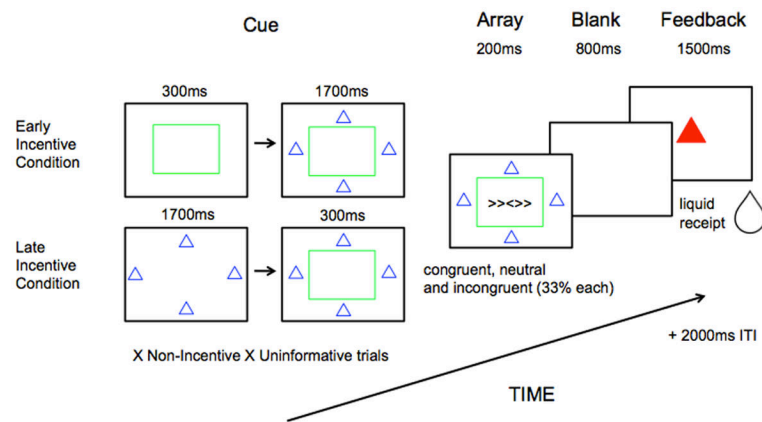 Cue
Array
200ms
Blank
800ms
Feedback
1500ms
300ms
1700ms
Early
Incentive
Condition
1700ms
300ms
Late
Incentive
Condition
>><>>
liquid
receipt
congruent, neutral
and incongruent (33% each)
X Non-Incentive X Uninformative trials
+ 2000ms ITI
TIME